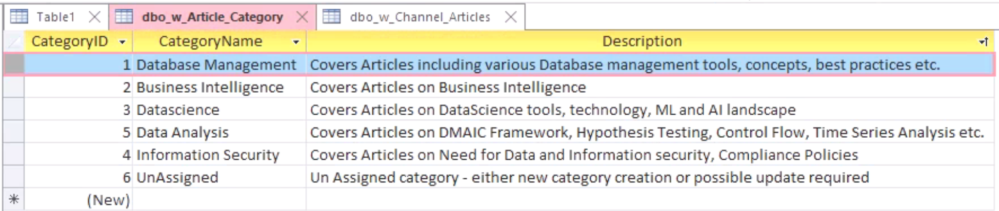 Table1 dbo_w_Article_Category dbo_w_Channel_Articles
CategoryID CategoryName Description
1 Database Management Covers Articles including various Database management tools, concepts, best practices etc.
2 Business Intelligence Covers Articles on Business Intelligence
3 Datascience Covers Articles on DataScience tools, technology, ML and AI landscape
5 Data Analysis Covers Articles on DMAIC Framework, Hypothesis Testing, Control Flow, Time Series Analysis etc.
4 Information Security Covers Articles on Need for Data and Information security, Compliance Policies
6 UnAssigned Un Assigned category - either new category creation or possible update required
(New)